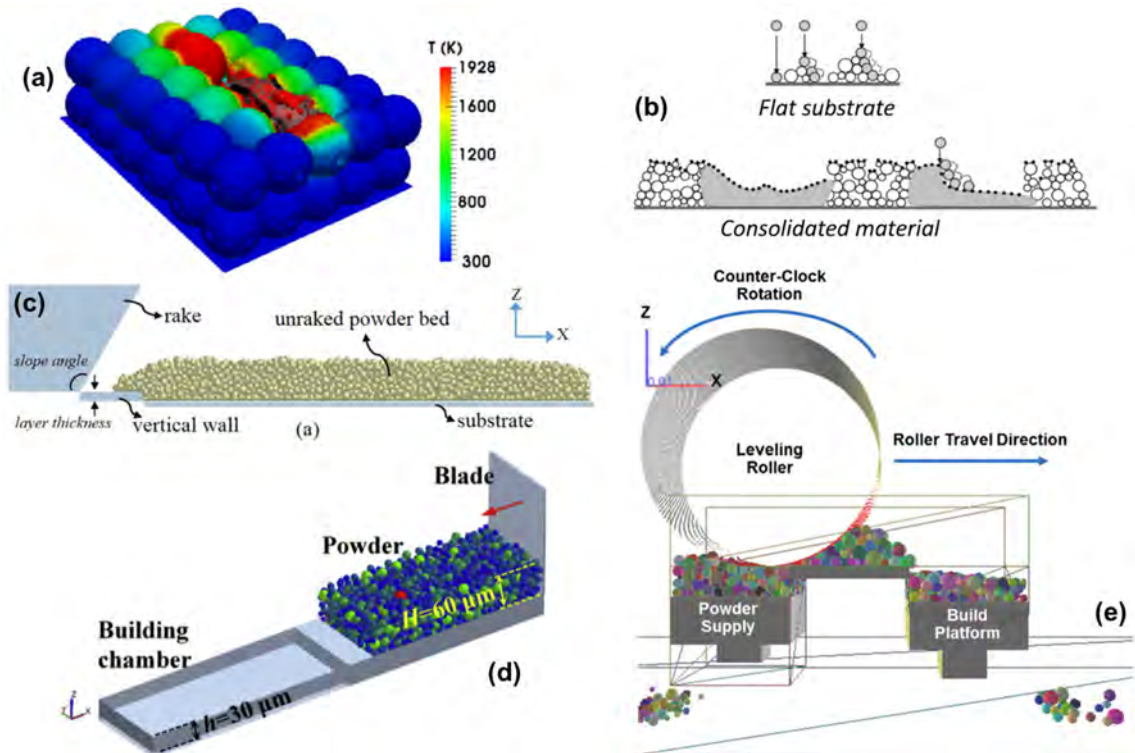 (a)
T (K)
1928
1600
1200
800
300
(b)
Flat substrate
Consolidated material
(c)
rake
unraked powder bed
Z
X
slope angle
layer thickness
vertical wall
substrate
(a)
Blade
Powder
H=60 μm
Building
chamber
h=30 μm
(d)
Counter-Clock
Rotation
Z
X
Leveling
Roller
Roller Travel Direction
Powder
Supply
Build
Platform
(e)